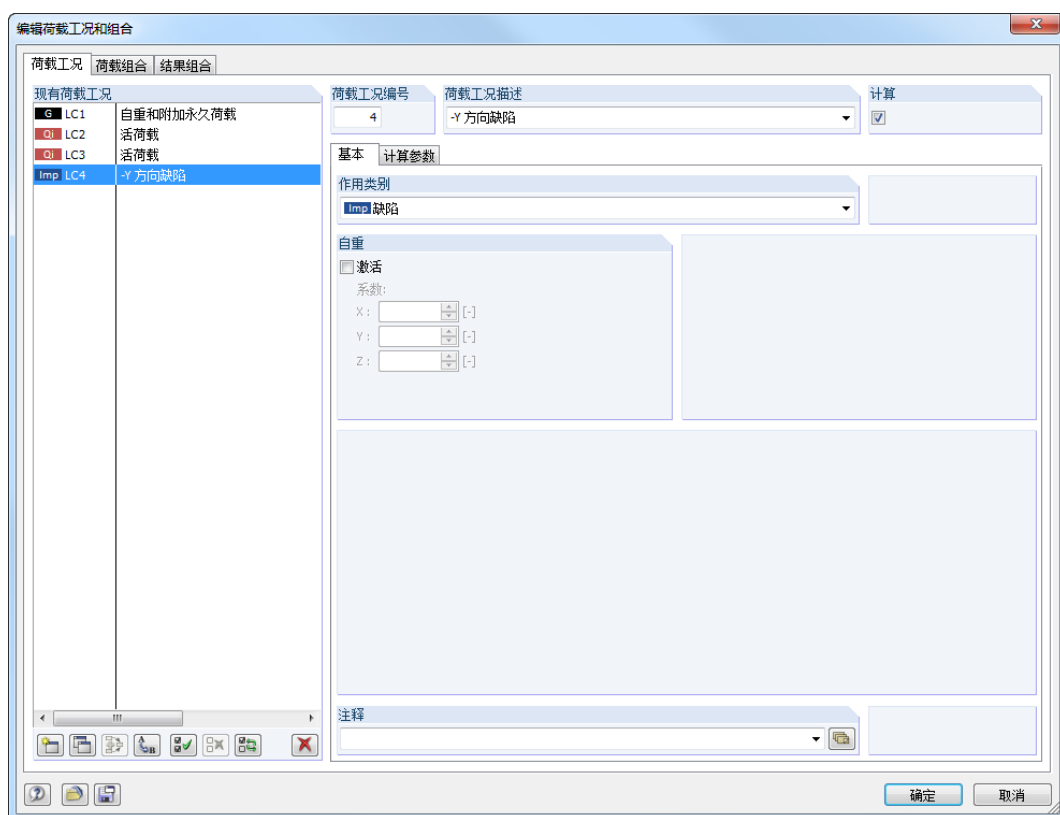 编辑荷载工况和组合
荷载工况 荷载组合 结果组合
现有荷载工况
G LC1 自重和附加永久荷载
Qi LC2 活荷载
Qi LC3 活荷载
Imp LC4 -Y 方向缺陷
荷载工况编号
4
荷载工况描述
-Y 方向缺陷
计算
基本 计算参数
作用类别
Imp 缺陷
自重
激活
系数:
X : [-]
Y : [-]
Z : [-]
注释
确定 取消